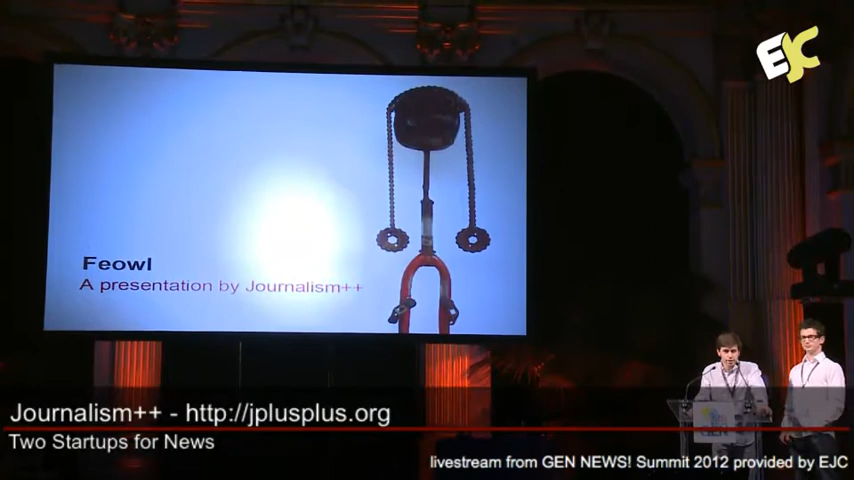 EJC
Feowl
A presentation by Journalism++
Journalism++ - http://jplusplus.org
GEN
Two Startups for News
livestream from GEN NEWS! Summit 2012 provided by EJC